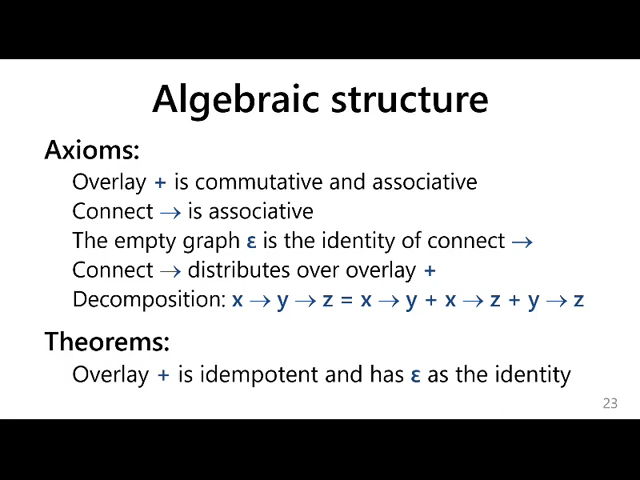 Algebraic structure
Axioms:
Overlay + is commutative and associative
Connect → is associative
The empty graph ε is the identity of connect →
Connect → distributes over overlay +
Decomposition: x → y → z = x → y + x → z + y → z
Theorems:
Overlay + is idempotent and has ε as the identity
23